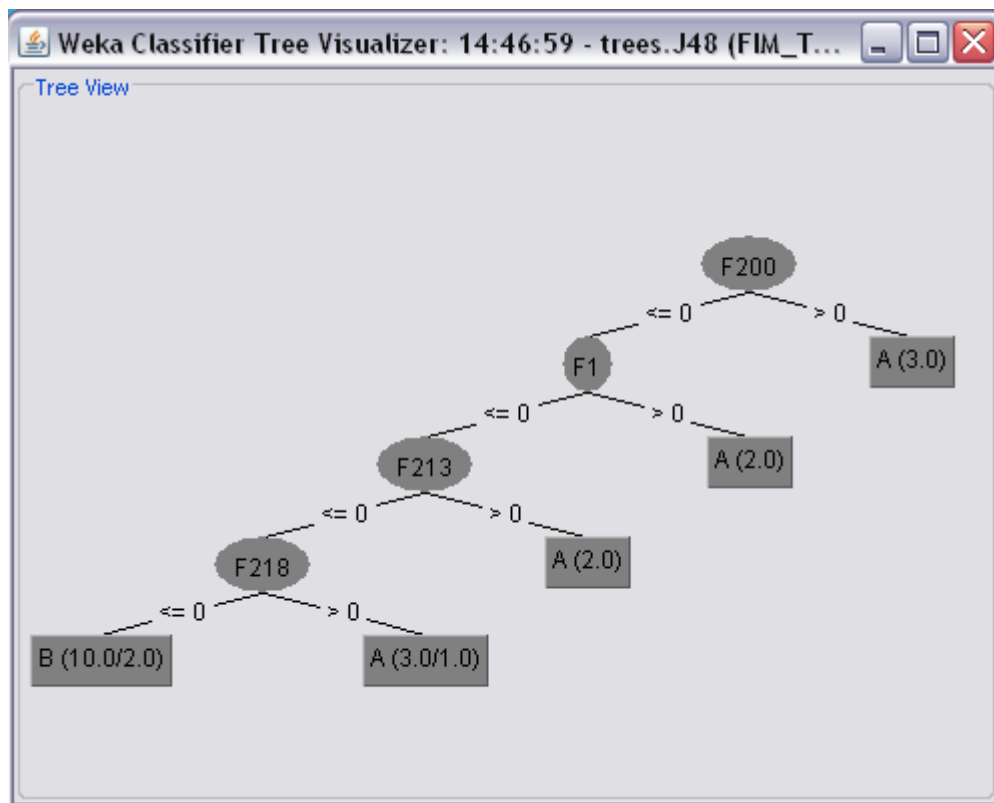 Weka Classifier Tree Visualizer: 14:46:59 - trees.J48 (FIM_T...
Tree View
F200
<= 0 > 0
F1 A (3.0)
<= 0 > 0
F213 A (2.0)
<= 0 > 0
F218 A (2.0)
<= 0 > 0
B (10.0/2.0) A (3.0/1.0)